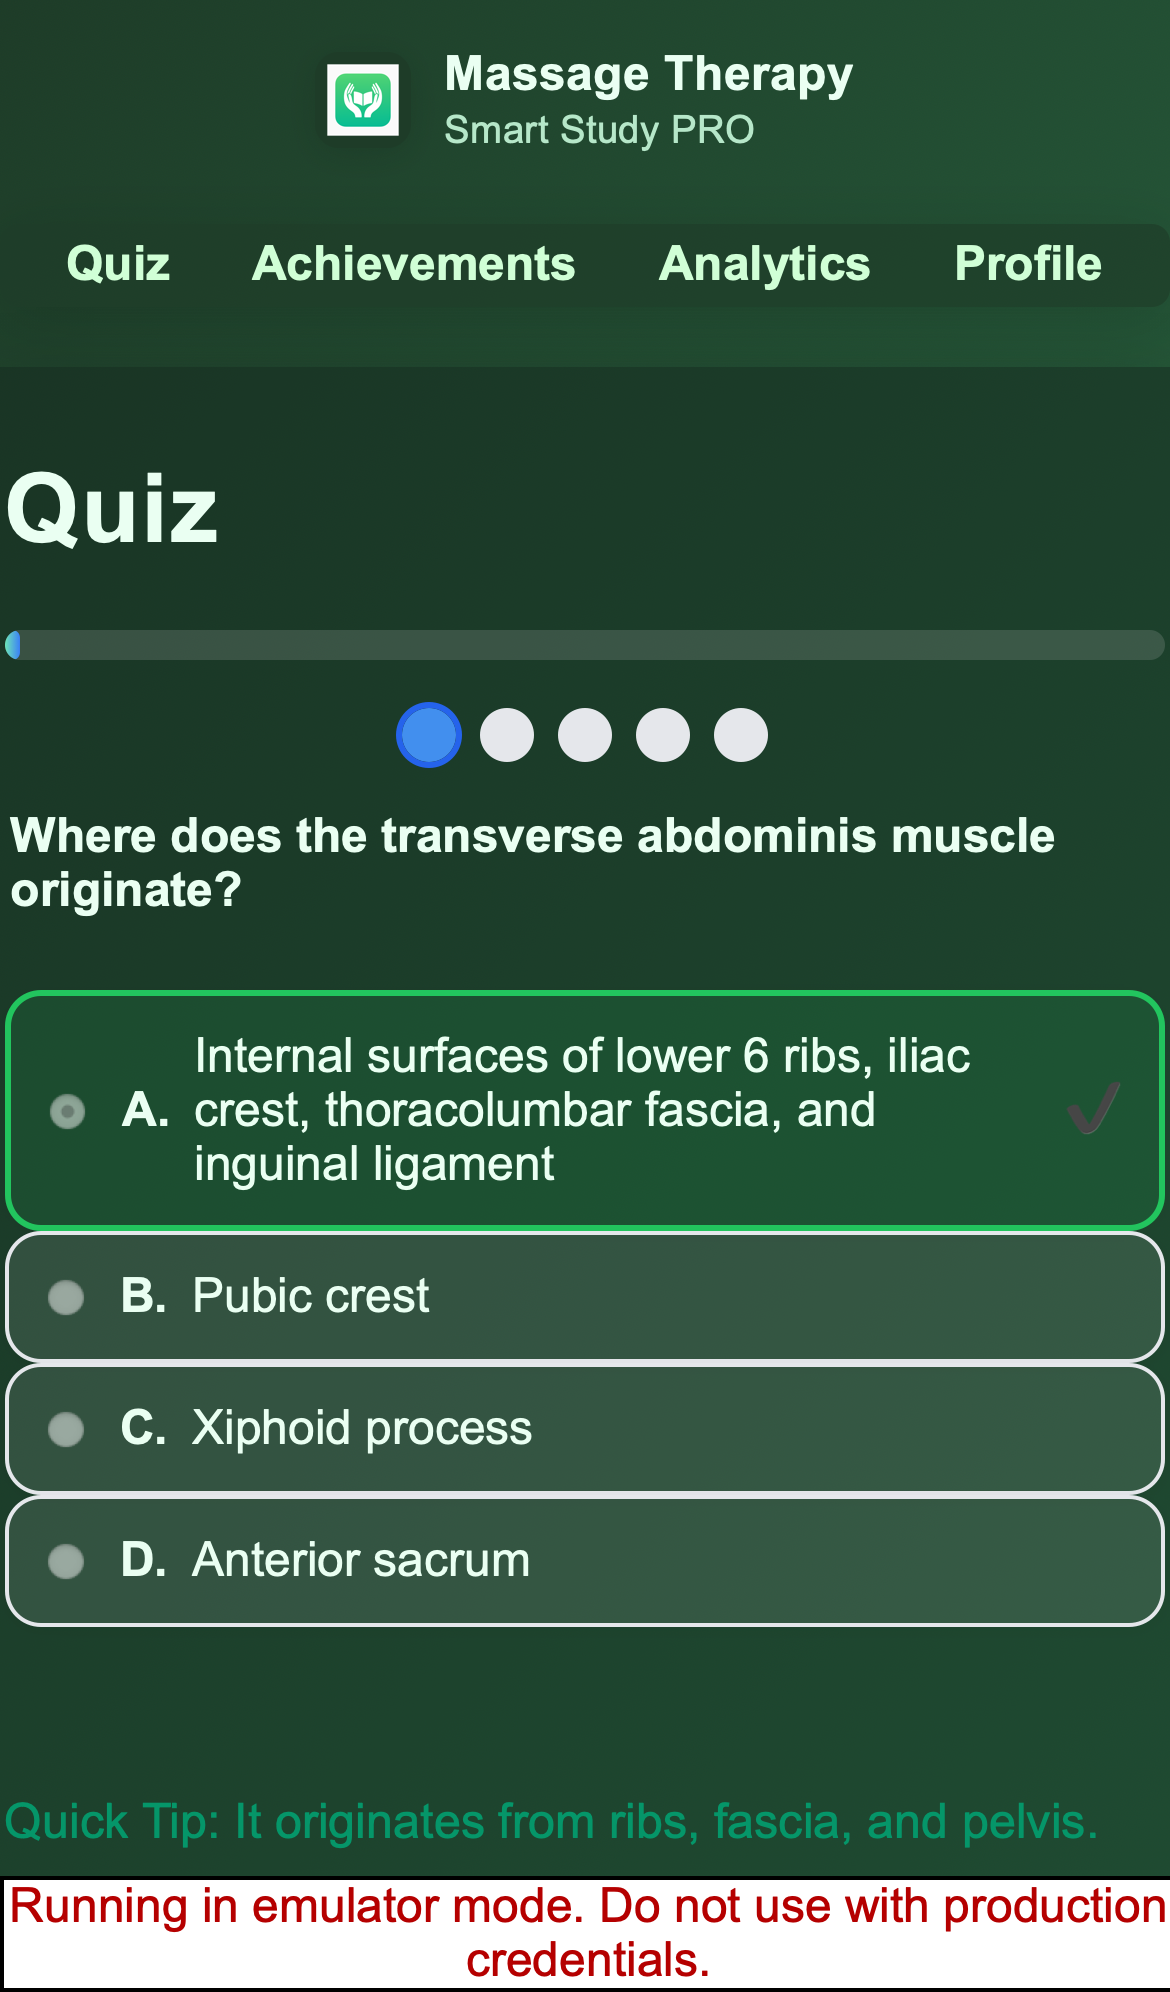 Massage Therapy
Smart Study PRO
Quiz Achievements Analytics Profile
Quiz
Where does the transverse abdominis muscle
originate?
A. Internal surfaces of lower 6 ribs, iliac
crest, thoracolumbar fascia, and
inguinal ligament
B. Pubic crest
C. Xiphoid process
D. Anterior sacrum
Quick Tip: It originates from ribs, fascia, and pelvis.
Running in emulator mode. Do not use with production
credentials.